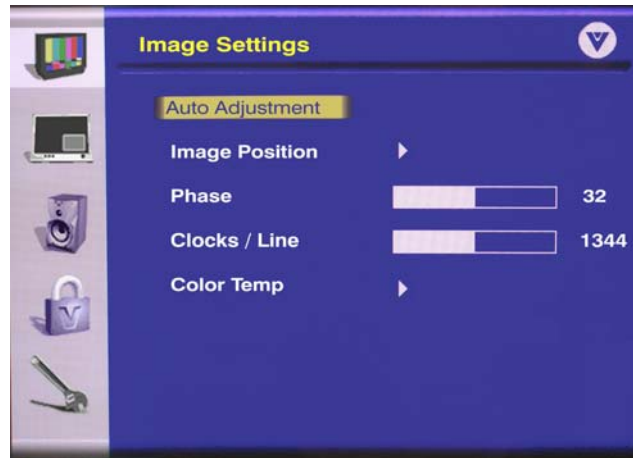 Image Settings
V
Auto Adjustment
Image Position
Phase 32
Clocks / Line 1344
Color Temp
V